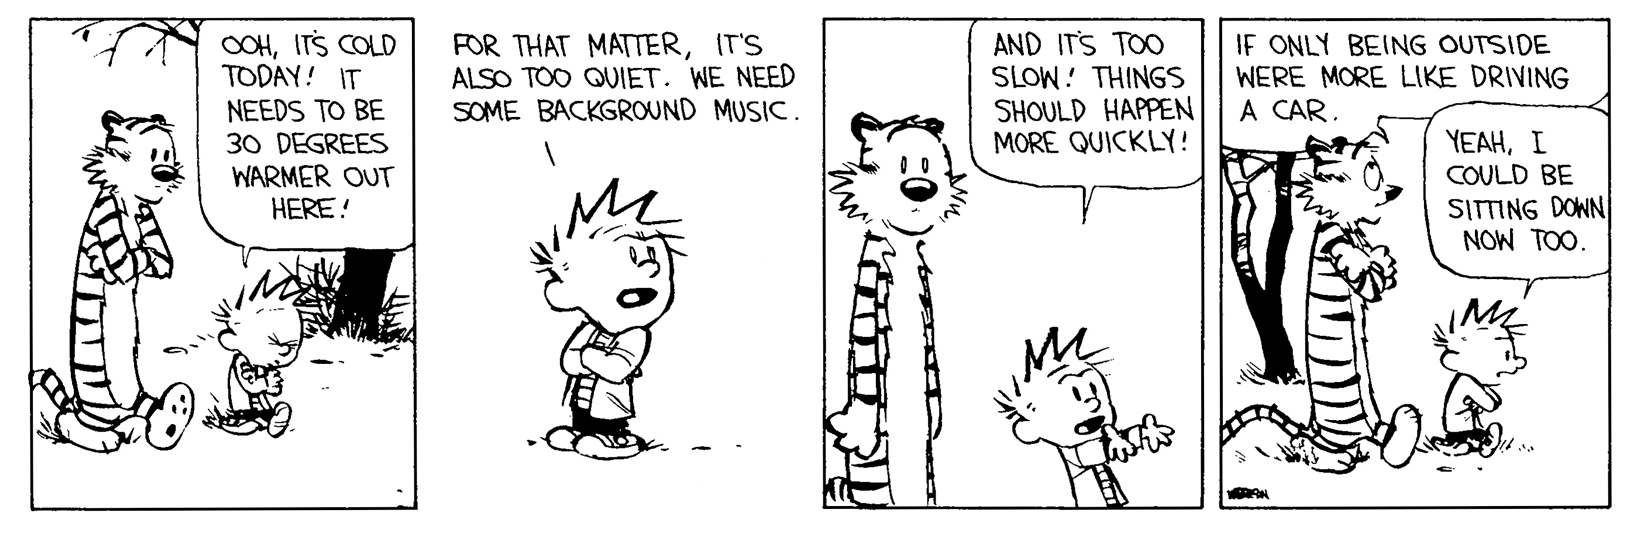 OOH, IT'S COLD
TODAY! IT
NEEDS TO BE
30 DEGREES
WARMER OUT
HERE!
FOR THAT MATTER, IT'S
ALSO TOO QUIET. WE NEED
SOME BACKGROUND MUSIC.
AND IT'S TOO
SLOW! THINGS
SHOULD HAPPEN
MORE QUICKLY!
IF ONLY BEING OUTSIDE
WERE MORE LIKE DRIVING
A CAR.
YEAH, I
COULD BE
SITTING DOWN
NOW TOO.